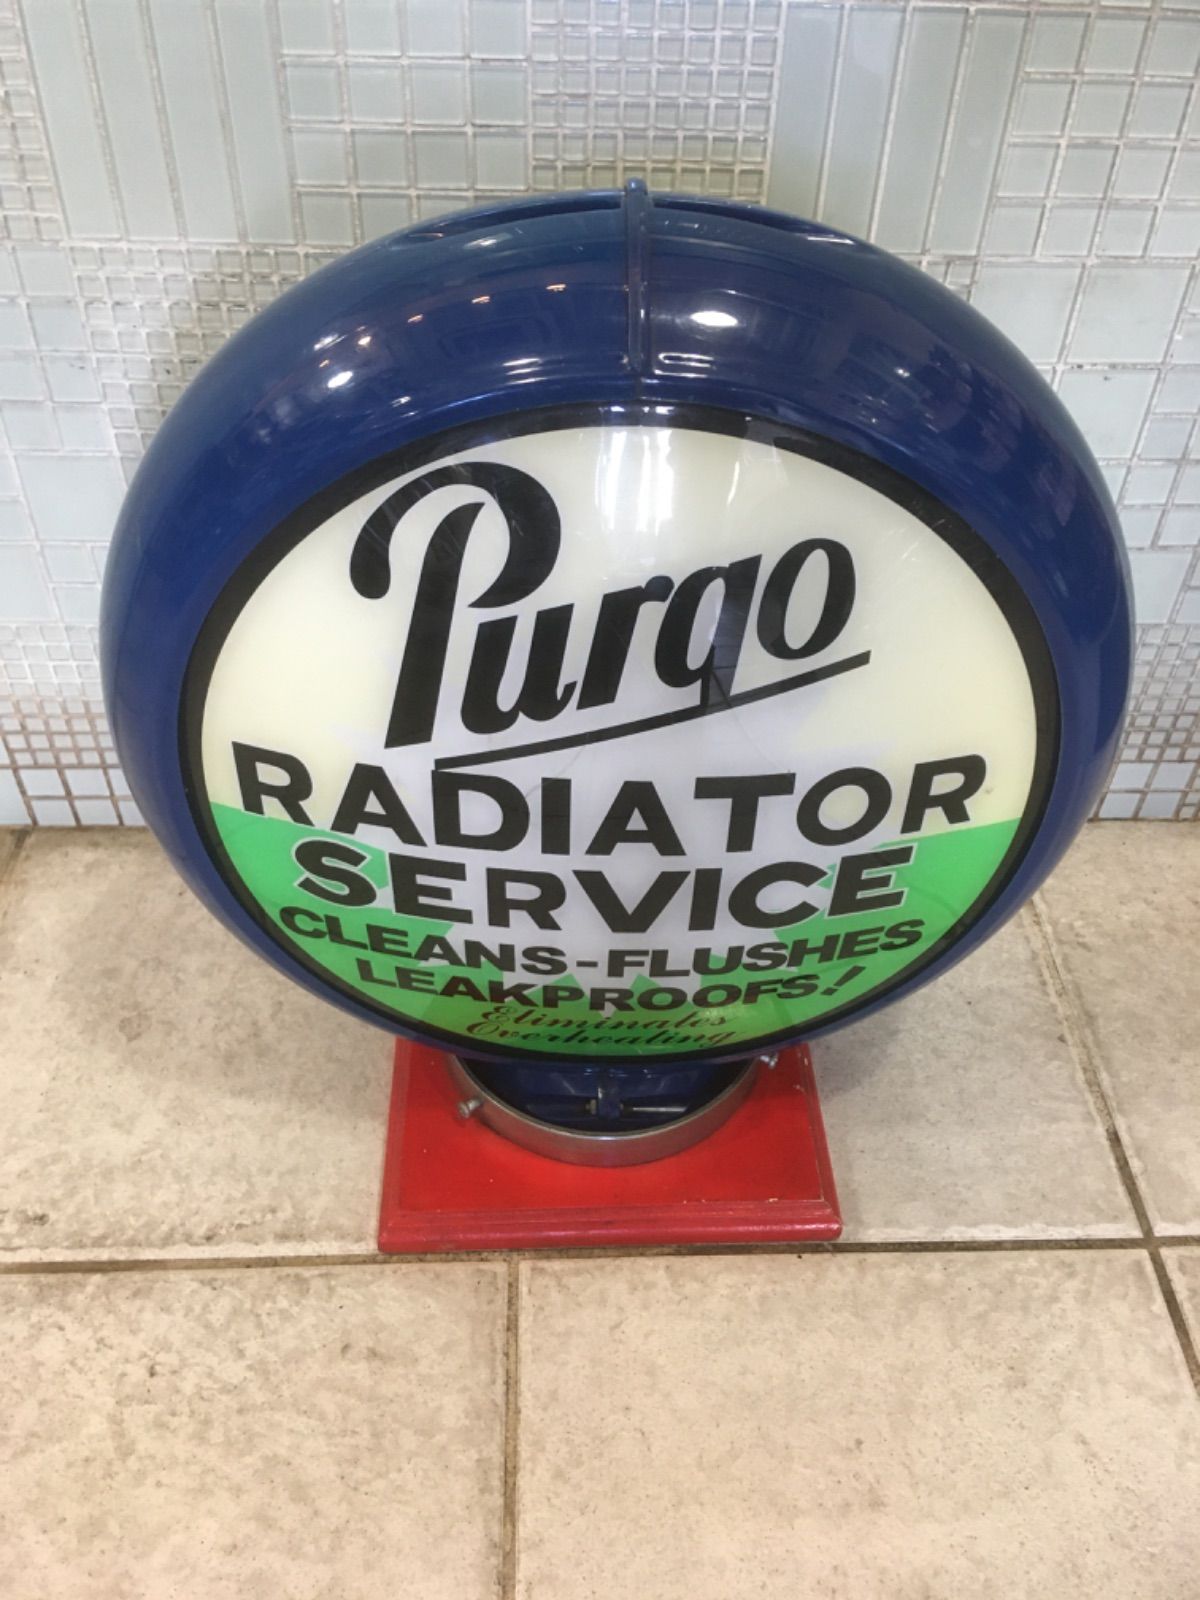 Purgo
RADIATOR
SERVICE
CLEANS-FLUSHES
LEAKPROOFS!
Eliminates
Overheating